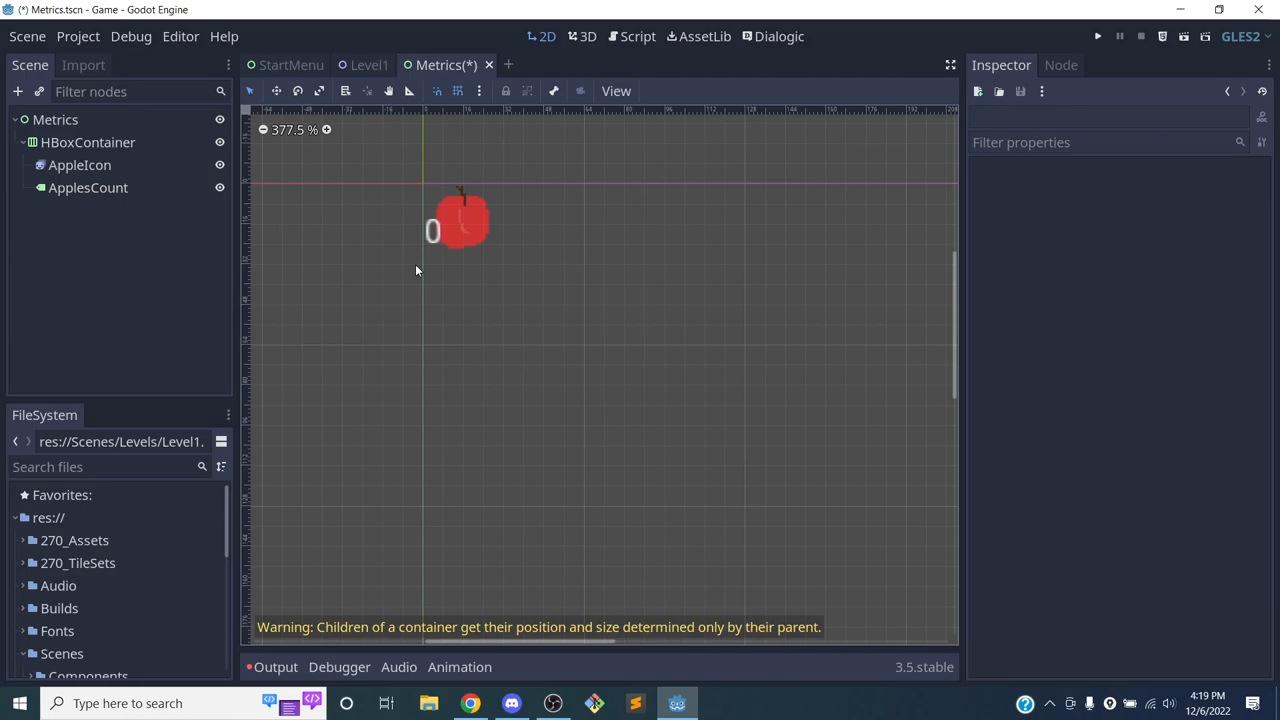 (*) Metrics.tscn - Game - Godot Engine
Scene Project Debug Editor Help
2D 3D Script AssetLib Dialogic
GLES2
Scene Import
StartMenu Level1 Metrics(*)
Inspector Node
Filter nodes
View
Metrics
HBoxContainer
AppleIcon
ApplesCount
377.5 %
0
Filter properties
FileSystem
res://Scenes/Levels/Level1.
Search files
Favorites:
res://
270_Assets
270_TileSets
Audio
Builds
Fonts
Scenes
Components
Warning: Children of a container get their position and size determined only by their parent.
Output Debugger Audio Animation
3.5.stable
Type here to search
4:19 PM
12/6/2022